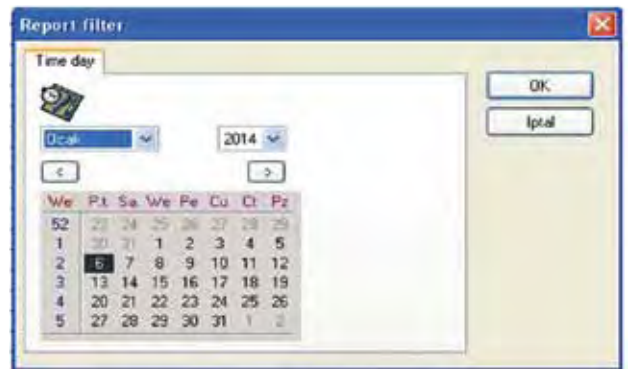 Report filter
Time day
OK
Iptal
Ocak 2014
< >
We Pt Sa We Pe Cu Ct Pz
52 23 24 25 26 27 28 29
1 30 31 1 2 3 4 5
2 6 7 8 9 10 11 12
3 13 14 15 16 17 18 19
4 20 21 22 23 24 25 26
5 27 28 29 30 31 1 2